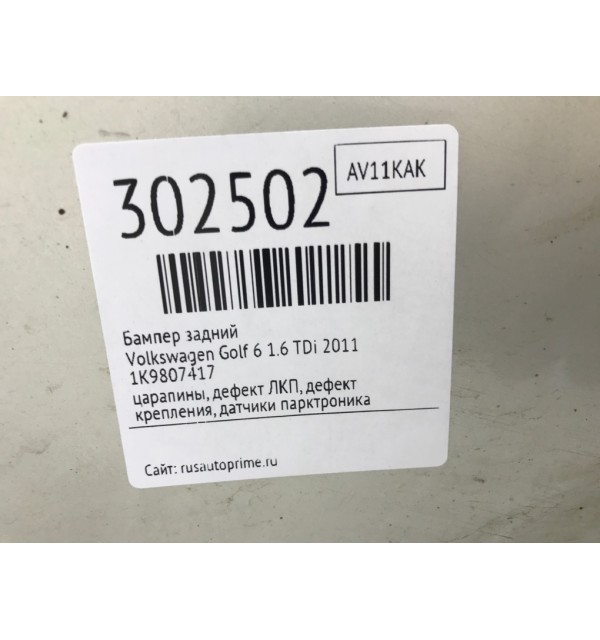 302502
AV11KAK
Бампер задний
Volkswagen Golf 6 1.6 TDi 2011
1K9807417
царапины, дефект ЛКП, дефект
крепления, датчики парктроника
Сайт: rusautoprime.ru